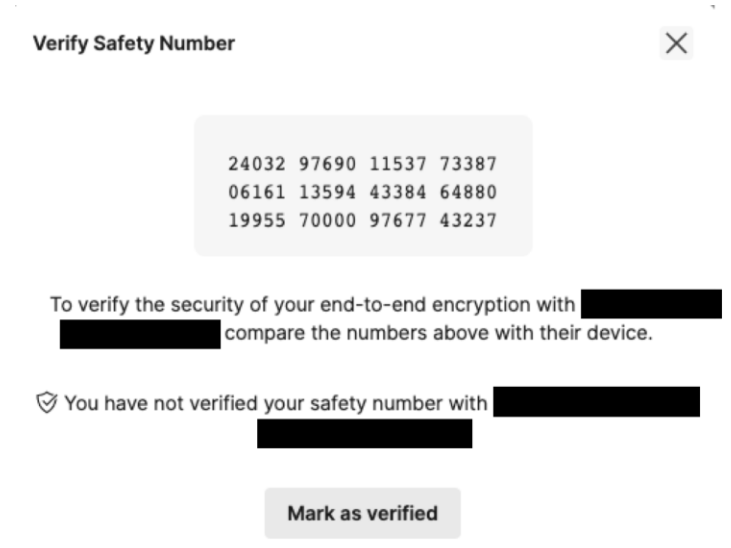 Verify Safety Number
24032 97690 11537 73387
06161 13594 43384 64880
19955 70000 97677 43237
To verify the security of your end-to-end encryption with
compare the numbers above with their device.
You have not verified your safety number with
Mark as verified